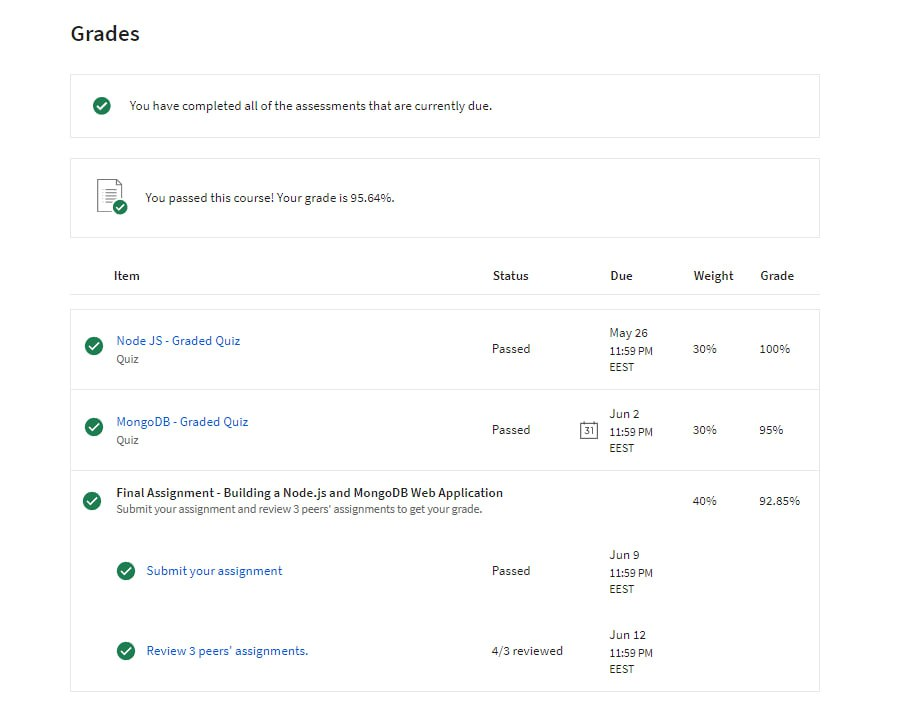 Grades
You have completed all of the assessments that are currently due.
You passed this course! Your grade is 95.64%.
Item Status Due Weight Grade
Node JS - Graded Quiz
Quiz
Passed
May 26
11:59 PM
EEST
30%
100%
MongoDB - Graded Quiz
Quiz
Passed
31
Jun 2
11:59 PM
EEST
30%
95%
Final Assignment - Building a Node.js and MongoDB Web Application
Submit your assignment and review 3 peers' assignments to get your grade.
40%
92.85%
Submit your assignment
Passed
Jun 9
11:59 PM
EEST
Review 3 peers' assignments.
4/3 reviewed
Jun 12
11:59 PM
EEST